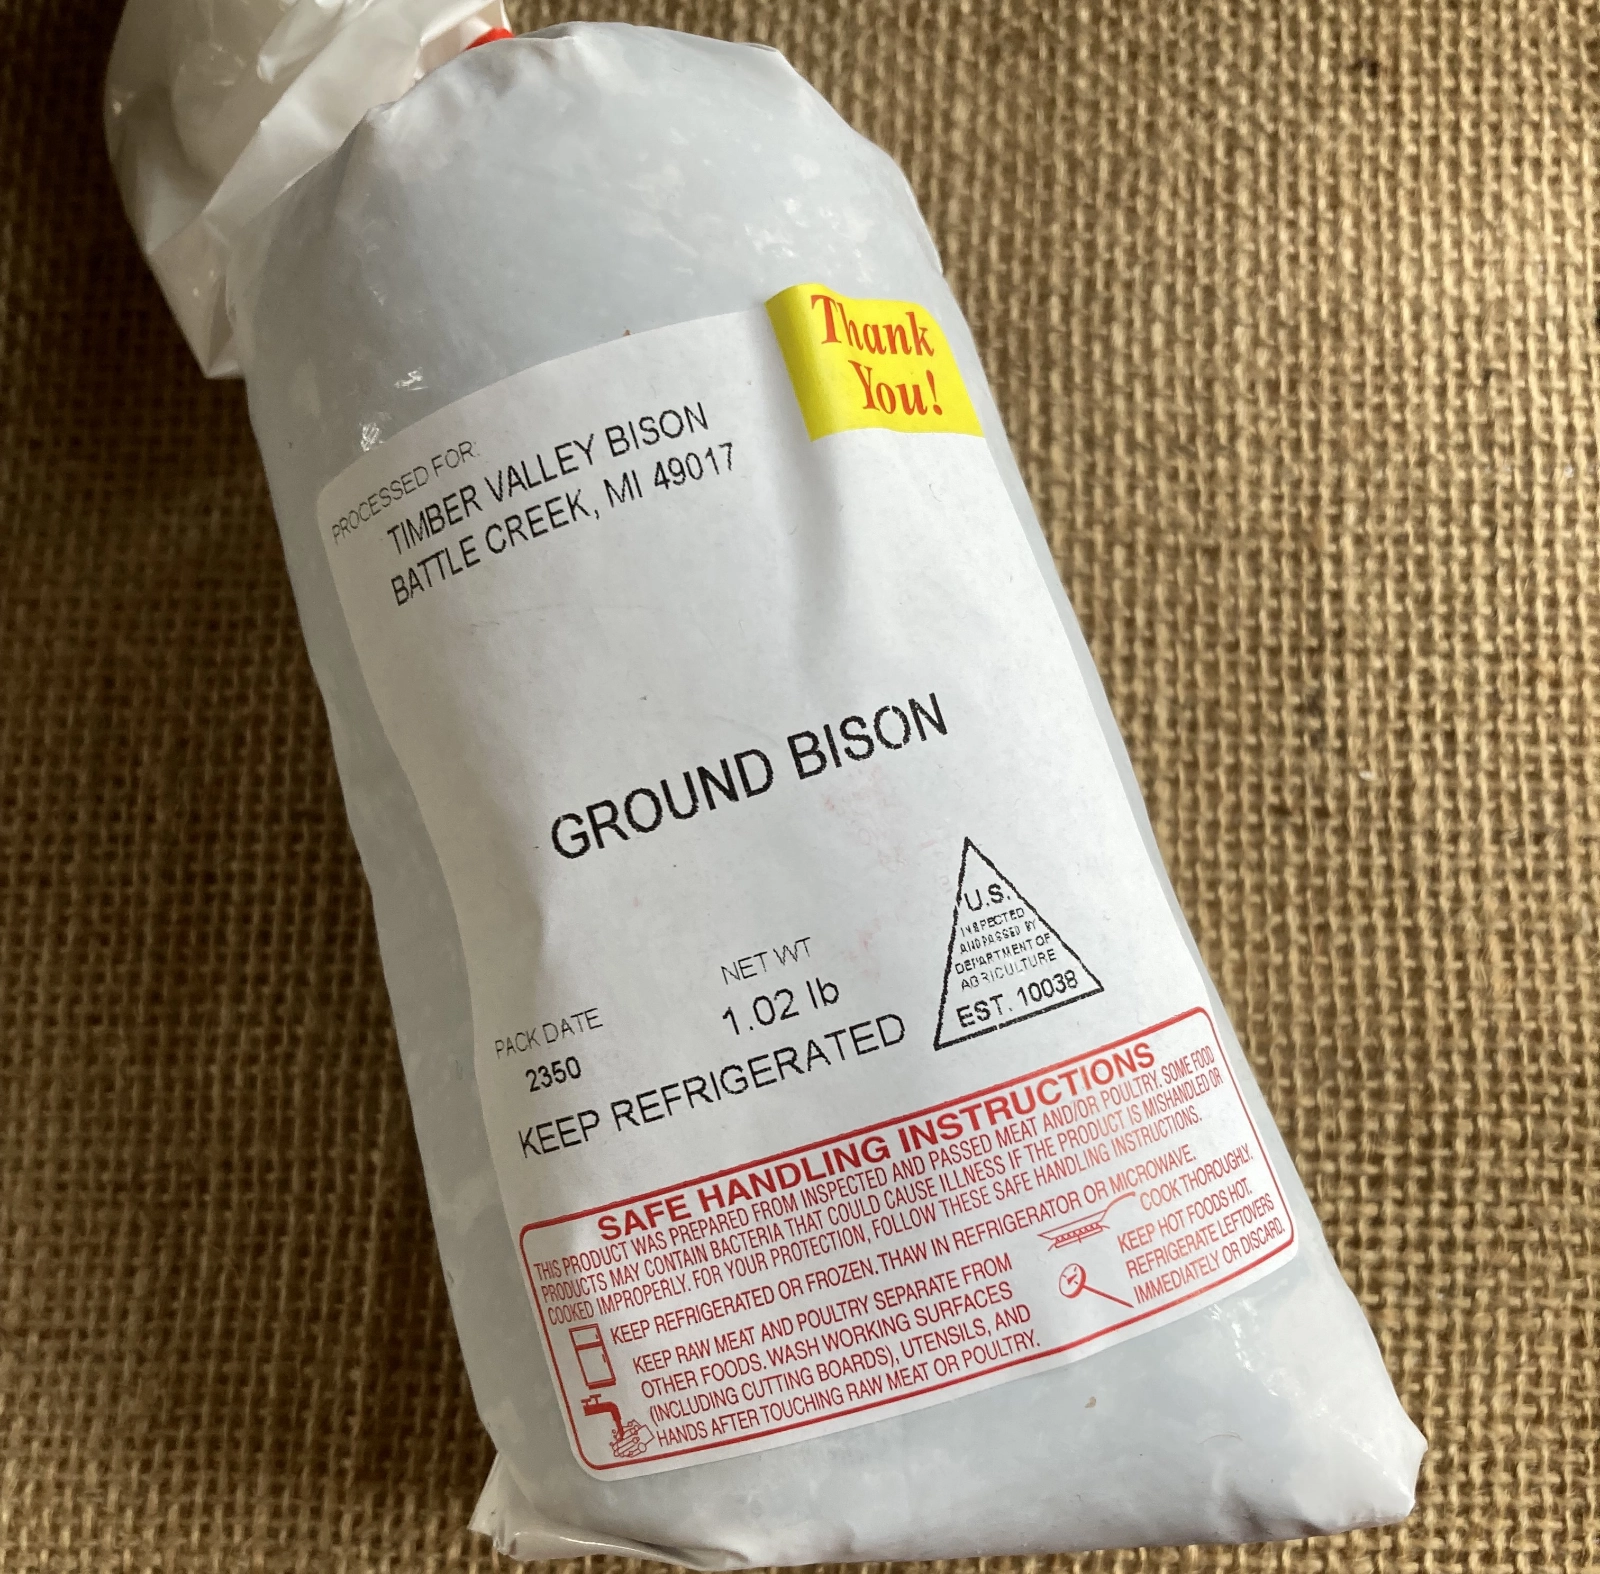 Thank
You!
PROCESSED FOR:
TIMBER VALLEY BISON
BATTLE CREEK, MI 49017
GROUND BISON
U.S.
INSPECTED
AND PASSED BY
DEPARTMENT OF
AGRICULTURE
EST. 10038
NET WT
1.02 lb
PACK DATE
2350
KEEP REFRIGERATED
SAFE HANDLING INSTRUCTIONS
THIS PRODUCT WAS PREPARED FROM INSPECTED AND PASSED MEAT AND/OR POULTRY. SOME FOOD
PRODUCTS MAY CONTAIN BACTERIA THAT COULD CAUSE ILLNESS IF THE PRODUCT IS MISHANDLED OR
COOKED IMPROPERLY. FOR YOUR PROTECTION, FOLLOW THESE SAFE HANDLING INSTRUCTIONS.
KEEP REFRIGERATED OR FROZEN. THAW IN REFRIGERATOR OR MICROWAVE.
KEEP RAW MEAT AND POULTRY SEPARATE FROM
OTHER FOODS. WASH WORKING SURFACES
(INCLUDING CUTTING BOARDS), UTENSILS, AND
HANDS AFTER TOUCHING RAW MEAT OR POULTRY.
COOK THOROUGHLY.
KEEP HOT FOODS HOT.
REFRIGERATE LEFTOVERS
IMMEDIATELY OR DISCARD.